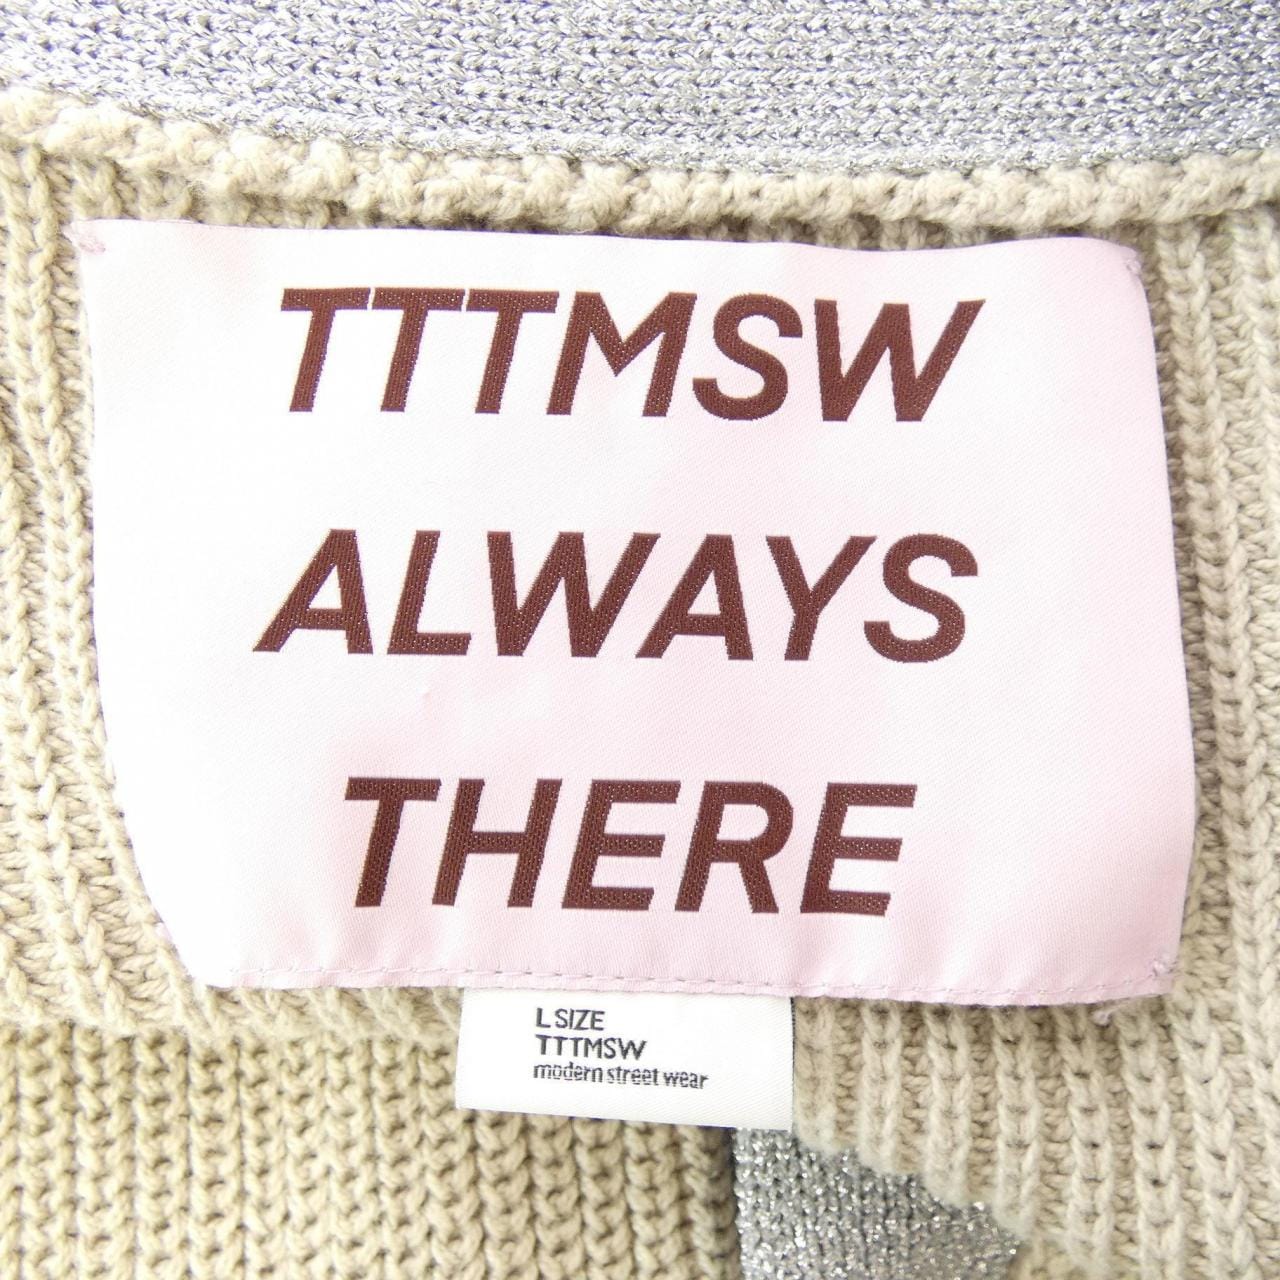 TTTMSW
ALWAYS
THERE
L SIZE
TTTMSW
modern street wear